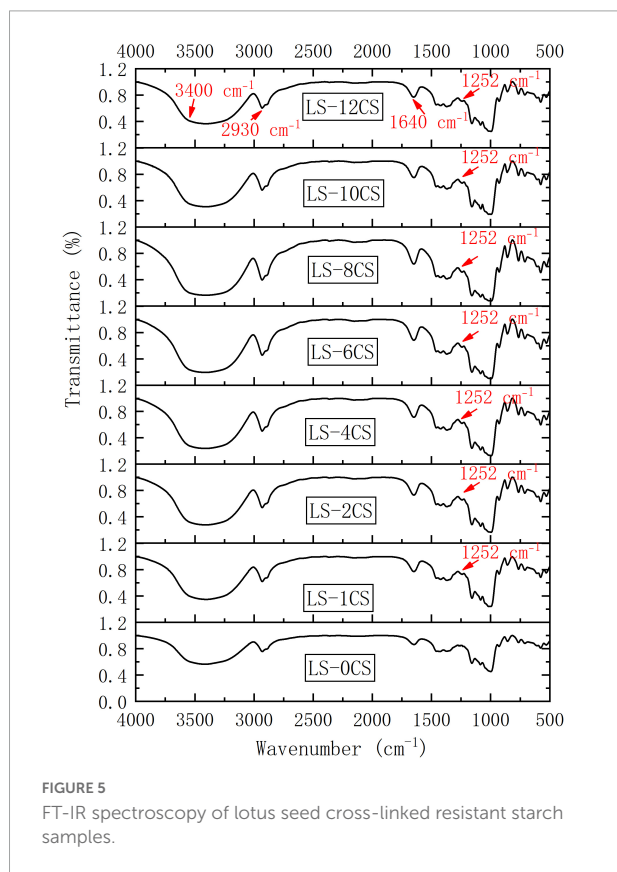 4000 3500 3000 2500 2000 1500 1000 500
1.2
0.8
0.4
3400 cm-1
2930 cm-1
LS-12CS
1640 cm-1
1252 cm-1
1.2
0.8
0.4
LS-10CS
1252 cm-1
1.2
0.8
0.4
LS-8CS
1252 cm-1
1.2
0.8
0.4
LS-6CS
1252 cm-1
1.2
0.8
0.4
LS-4CS
1252 cm-1
1.2
0.8
0.4
LS-2CS
1252 cm-1
1.2
0.8
0.4
LS-1CS
1252 cm-1
1.2
0.8
0.4
0.0
LS-0CS
Transmittance (%)
4000 3500 3000 2500 2000 1500 1000 500
Wavenumber (cm-1)
FIGURE 5
FT-IR spectroscopy of lotus seed cross-linked resistant starch
samples.